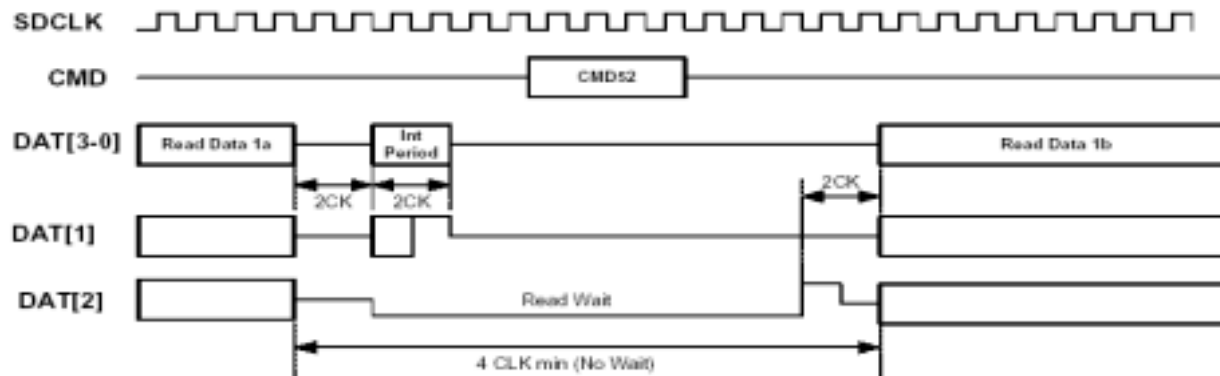 SDCLK
CMD
CMD52
DAT[3-0]
Read Data 1a
Int
Period
Read Data 1b
2CK
2CK
2CK
DAT[1]
DAT[2]
Read Wait
4 CLK min (No Wait)